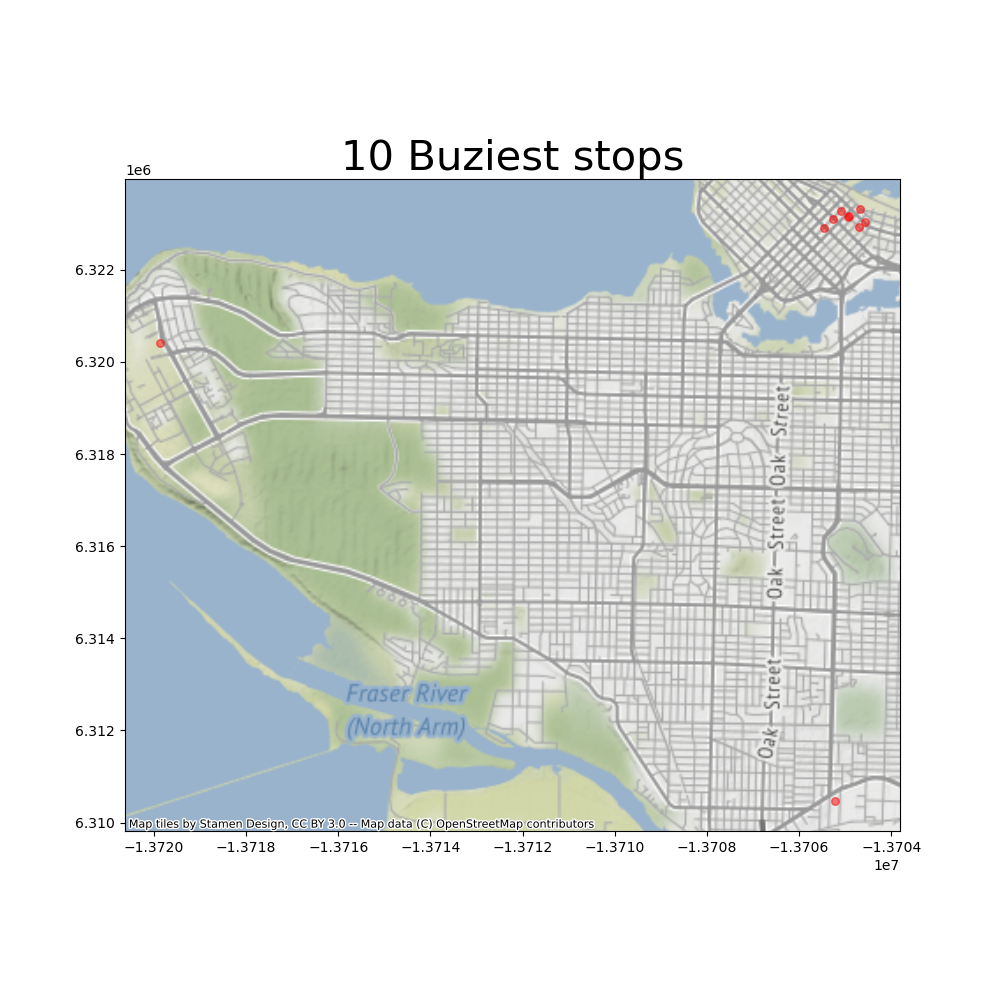 10 Buziest stops
1e6
6.322
6.320
6.318
6.316
6.314
6.312
6.310
Oak Street Oak Street Oak Street
Fraser River
(North Arm)
Map tiles by Stamen Design, CC BY 3.0 -- Map data (C) OpenStreetMap contributors
−1.3720 −1.3718 −1.3716 −1.3714 −1.3712 −1.3710 −1.3708 −1.3706 −1.3704
1e7